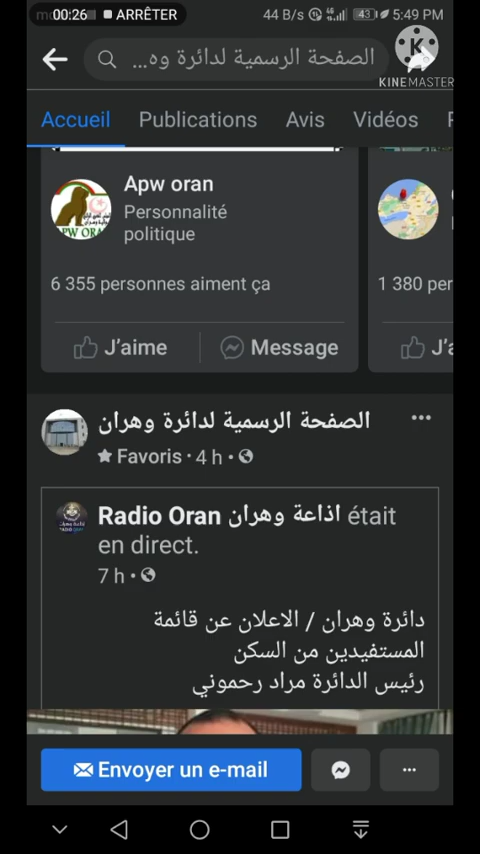 00:26 ARRÊTER
44 B/s 43 5:49 PM
الصفحة الرسمية لدائرة وه...
KINEMASTER
Accueil Publications Avis Vidéos
Apw oran
Personnalité
politique
6 355 personnes aiment ça
1 380 per
J'aime Message
J'a
الصفحة الرسمية لدائرة وهران
Favoris · 4 h
Radio Oran اذاعة وهران était
en direct.
7 h
دائرة وهران / الاعلان عن قائمة
المستفيدين من السكن
رئيس الدائرة مراد رحموني
Envoyer un e-mail